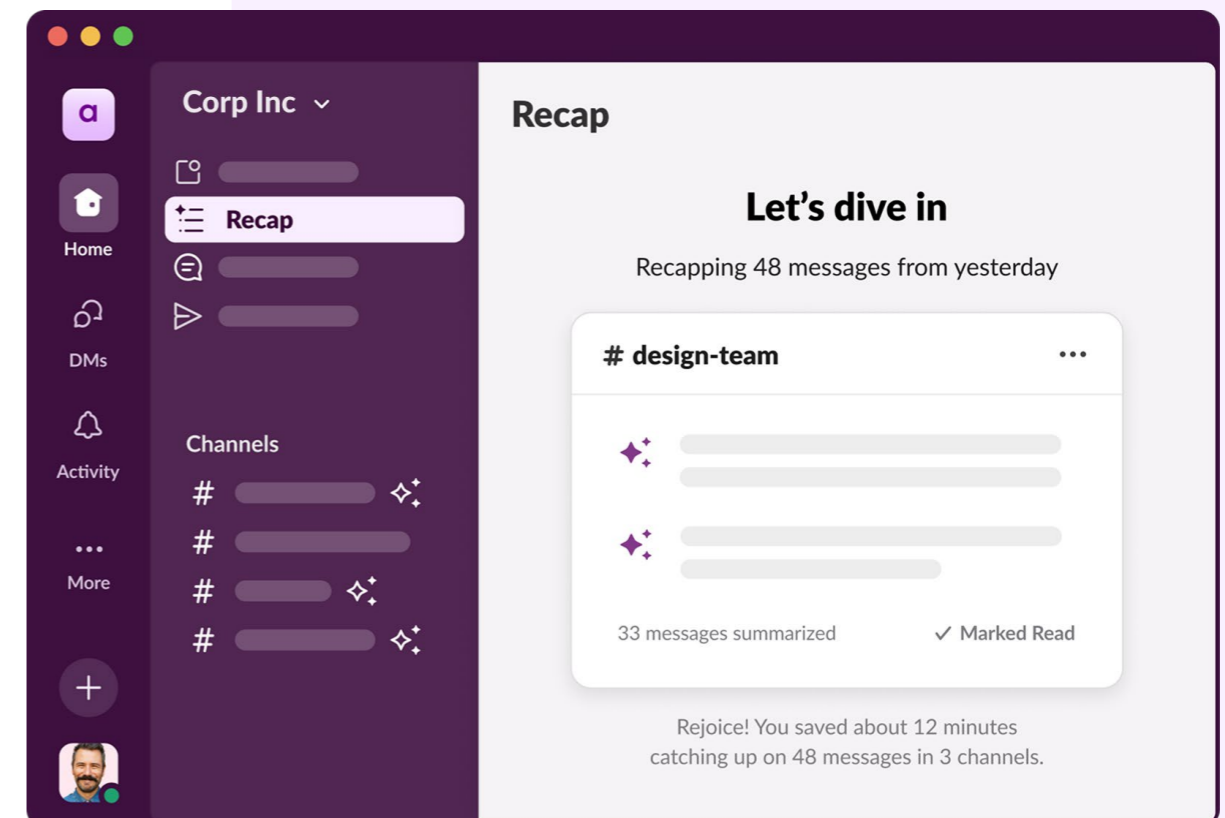 a
Home
DMs
Activity
More
Corp Inc
Recap
Channels
#
#
#
#
Recap
Let’s dive in
Recapping 48 messages from yesterday
# design-team
33 messages summarized
✓ Marked Read
Rejoice! You saved about 12 minutes
catching up on 48 messages in 3 channels.